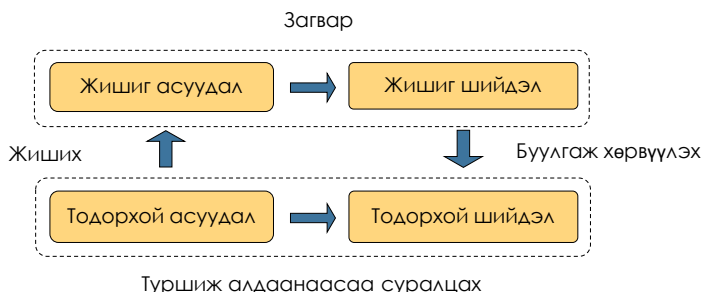 Загвар
Жишиг асуудал
Жишиг шийдэл
Жиших
Буулгаж хөрвүүлэх
Тодорхой асуудал
Тодорхой шийдэл
Туршиж алдаанаасаа суралцах